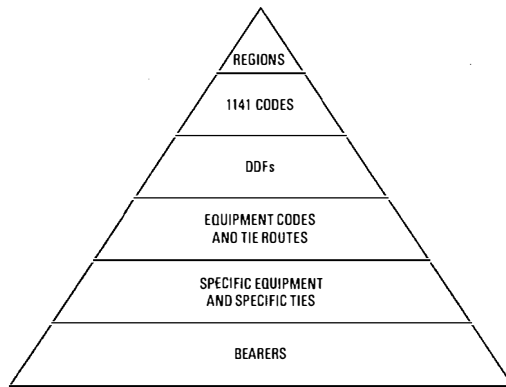 REGIONS
1141 CODES
DDFs
EQUIPMENT CODES
AND TIE ROUTES
SPECIFIC EQUIPMENT
AND SPECIFIC TIES
BEARERS